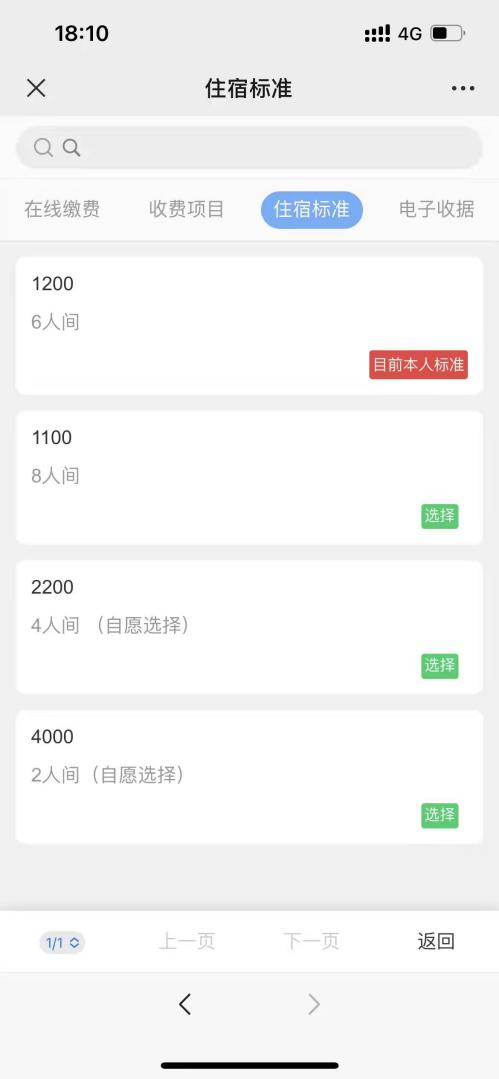 18:10
4G
住宿标准
在线缴费 收费项目 住宿标准 电子收据
1200
6人间
目前本人标准
1100
8人间
选择
2200
4人间 （自愿选择）
选择
4000
2人间（自愿选择）
选择
1/1 上一页 下一页 返回